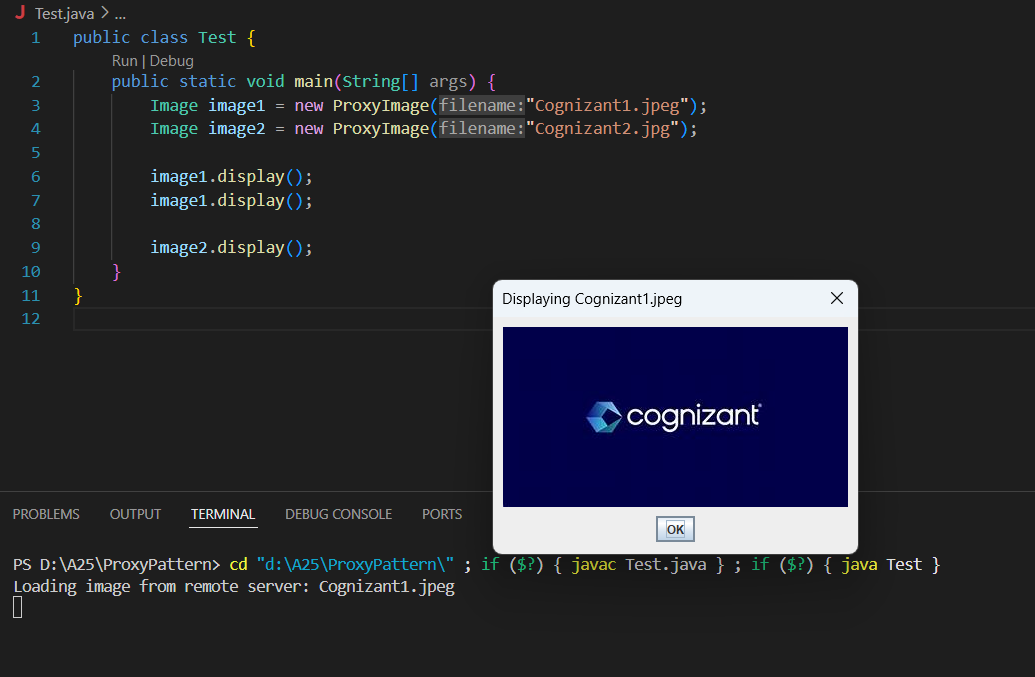 Test.java > ...
1 public class Test {
Run | Debug
2 public static void main(String[] args) {
3 Image image1 = new ProxyImage(filename:"Cognizant1.jpeg");
4 Image image2 = new ProxyImage(filename:"Cognizant2.jpg");
5
6 image1.display();
7 image1.display();
8
9 image2.display();
10 }
11 }
12
Displaying Cognizant1.jpeg
cognizant
OK
PROBLEMS OUTPUT TERMINAL DEBUG CONSOLE PORTS
PS D:\A25\ProxyPattern> cd "d:\A25\ProxyPattern\" ; if ($?) { javac Test.java } ; if ($?) { java Test }
Loading image from remote server: Cognizant1.jpeg